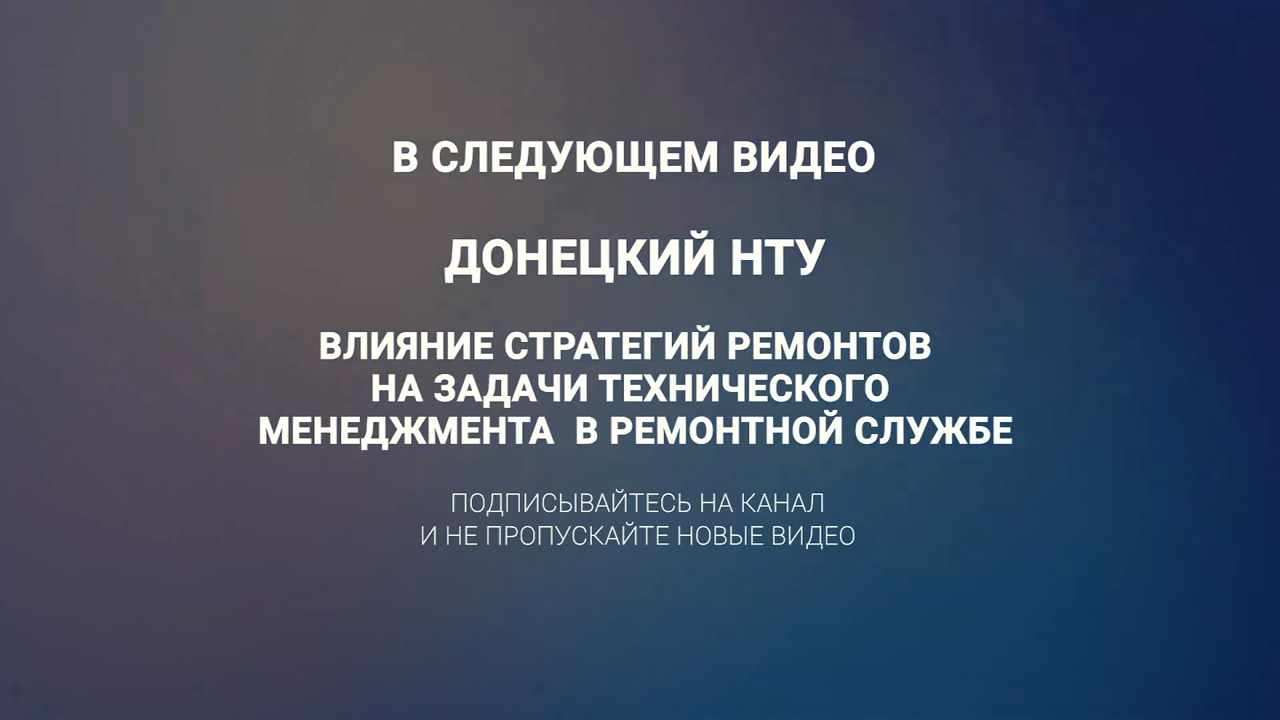 В СЛЕДУЮЩЕМ ВИДЕО
ДОНЕЦКИЙ НТУ
ВЛИЯНИЕ СТРАТЕГИЙ РЕМОНТОВ
НА ЗАДАЧИ ТЕХНИЧЕСКОГО
МЕНЕДЖМЕНТА В РЕМОНТНОЙ СЛУЖБЕ
ПОДПИСЫВАЙТЕСЬ НА КАНАЛ
И НЕ ПРОПУСКАЙТЕ НОВЫЕ ВИДЕО